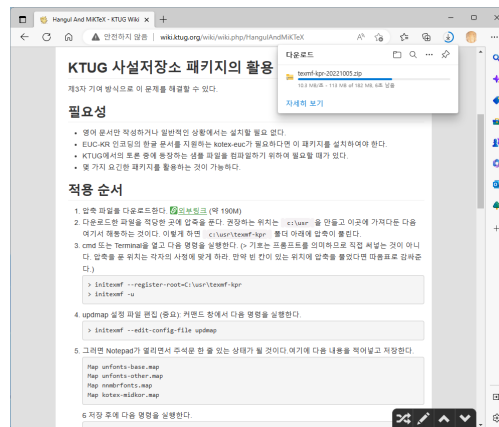 Hangul And MiKTeX - KTUG Wiki
안전하지 않음 | wiki.ktug.org/wiki/wiki.php/HangulAndMiKTeX
다운로드
texmf-kpr-20221005.zip
10.3 MB/초 - 113 MB of 182 MB, 6초 남음
자세히 보기
KTUG 사설저장소 패키지의 활용
제3자 기여 방식으로 이 문제를 해결할 수 있다.
필요성
• 영어 문서만 작성하거나 일반적인 상황에서는 설치할 필요 없다.
• EUC-KR 인코딩의 한글 문서를 지원하는 kotex-euc가 필요하다면 이 패키지를 설치하여야 한다.
• KTUG에서의 토론 중에 등장하는 샘플 파일을 컴파일하기 위하여 필요할 때가 있다.
• 몇 가지 요긴한 패키지를 활용하는 것이 가능하다.
적용 순서
1. 압축 파일을 다운로드한다. 외부링크 (약 190M)
2. 다운로드한 파일을 적당한 곳에 압축을 푼다. 권장하는 위치는 c:\usr 을 만들고 이곳에 가져다둔 다음
여기서 해동하는 것이다. 이렇게 하면 c:\usr\texmf-kpr 폴더 아래에 압축이 풀린다.
3. cmd 또는 Terminal을 열고 다음 명령을 실행한다. (> 기호는 프롬프트를 의미하므로 직접 써넣는 것이 아니
다. 압축을 푼 위치는 각자의 사정에 맞게 하라. 만약 빈 칸이 있는 위치에 압축을 풀었다면 따옴표로 감싸준
다.)
> initexmf --register-root=C:\usr\texmf-kpr
> initexmf -u
4. updmap 설정 파일 편집 (중요): 커맨드 창에서 다음 명령을 실행한다.
> initexmf --edit-config-file updmap
5. 그러면 Notepad가 열리면서 주석문 한 줄 있는 상태가 될 것이다.여기에 다음 내용을 적어넣고 저장한다.
Map unfonts-base.map
Map unfonts-other.map
Map nnmbrfonts.map
Map kotex-midkor.map
6 저장 후에 다음 명령을 실행한다.